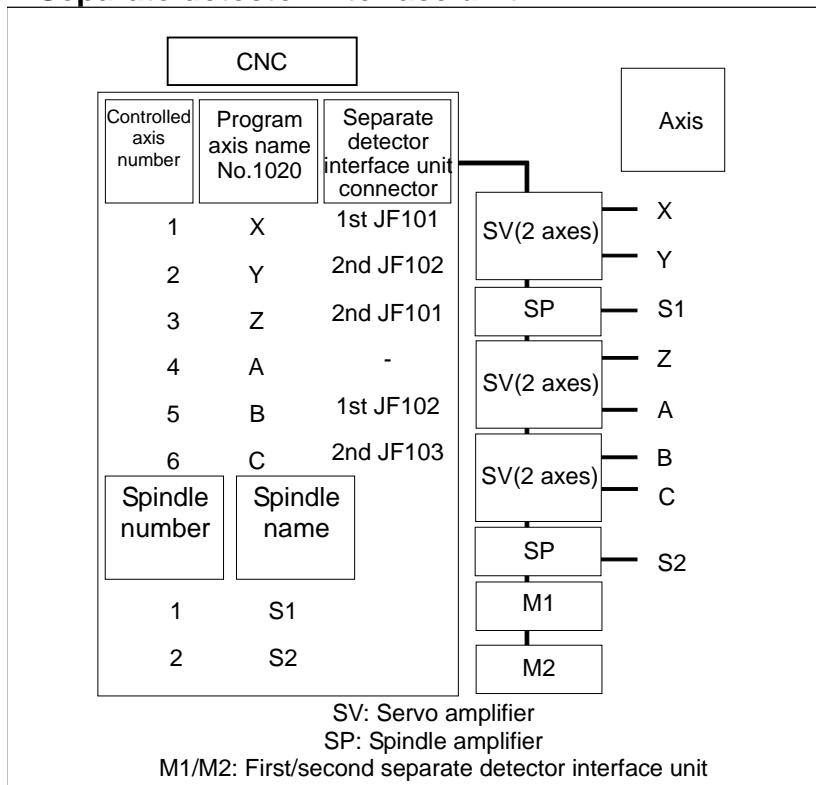 CNC
Controlled
axis
number
Program
axis name
No.1020
Separate
detector
interface unit
connector
Axis
1 X 1st JF101
2 Y 2nd JF102
3 Z 2nd JF101
4 A -
5 B 1st JF102
6 C 2nd JF103
Spindle
number
Spindle
name
1 S1
2 S2
SV(2 axes)
X
Y
SP
S1
SV(2 axes)
Z
A
SV(2 axes)
B
C
SP
S2
M1
M2
SV: Servo amplifier
SP: Spindle amplifier
M1/M2: First/second separate detector interface unit